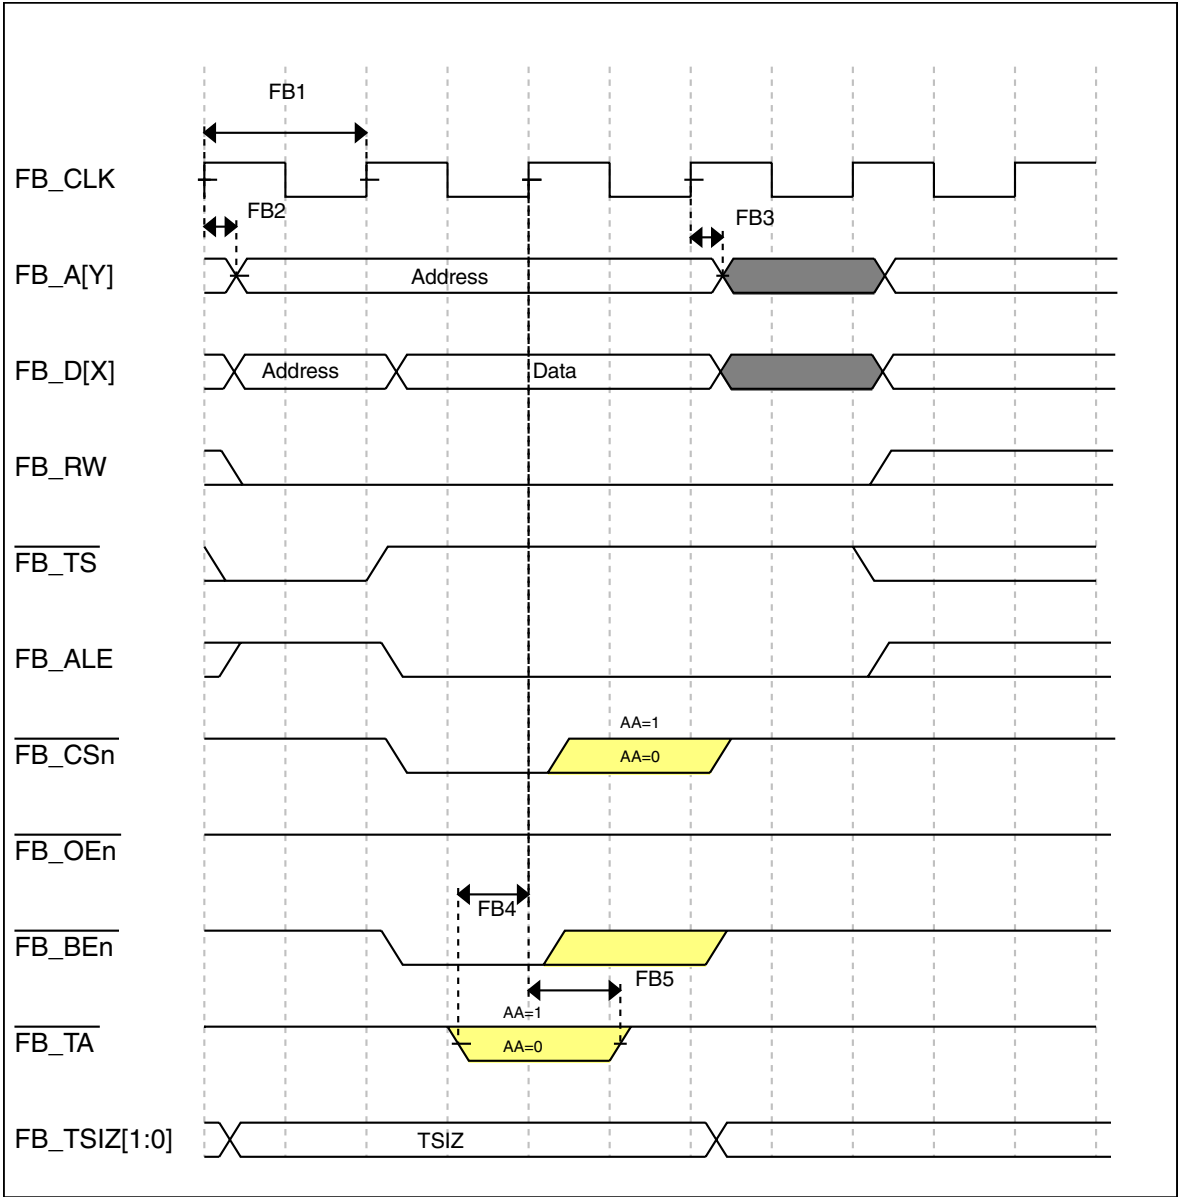 FB1
FB_CLK
FB2
FB3
FB_A[Y]
Address
FB_D[X]
Address
Data
FB_RW
FB_TS
FB_ALE
AA=1
FB_CSn
AA=0
FB_OEn
FB4
FB_BEn
FB5
AA=1
FB_TA
AA=0
FB_TSIZ[1:0]
TSIZ